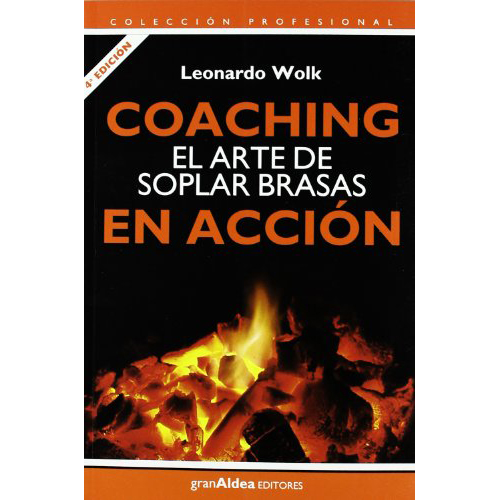 COLECCIÓN PROFESIONAL
4ª EDICIÓN
Leonardo Wolk
COACHING
EL ARTE DE
SOPLAR BRASAS
EN ACCIÓN
granAldea EDITORES